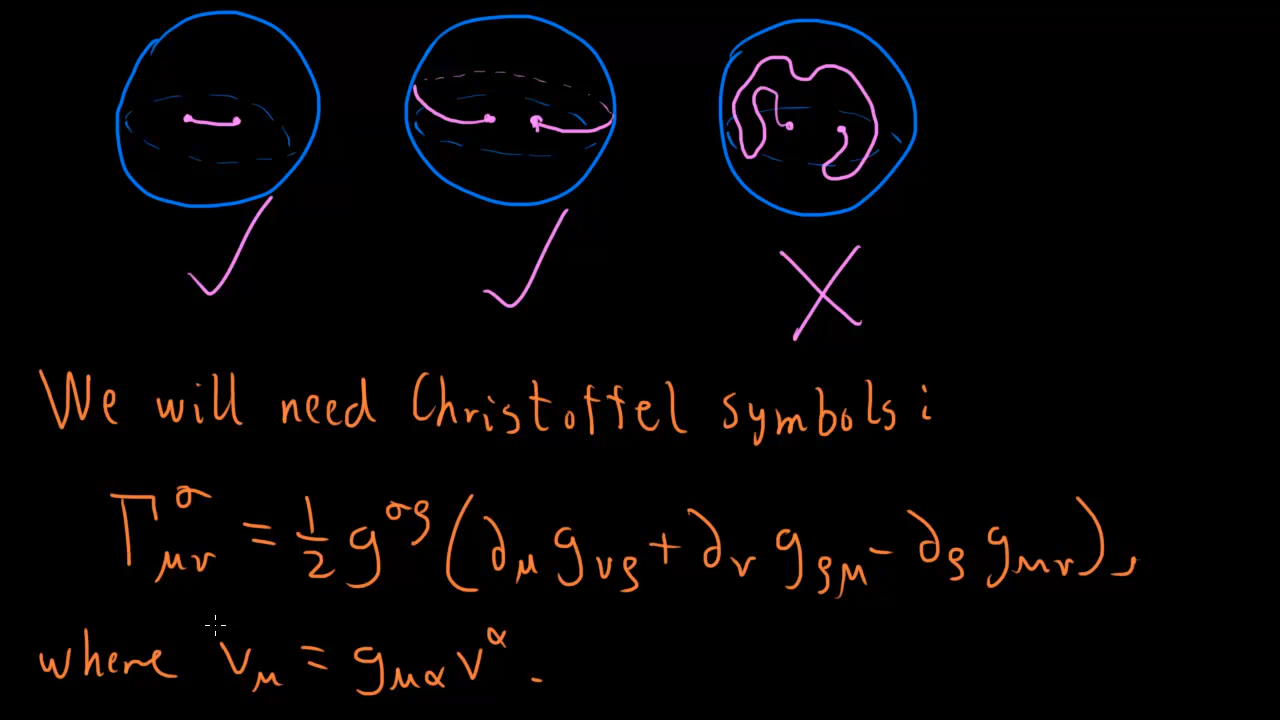 We will need Christoffel symbols:
Γ^σ_μν = 1/2 g^σρ (∂_μ g_νρ + ∂_ν g_ρμ - ∂_ρ g_μν),
where v_μ = g_μα v^α.